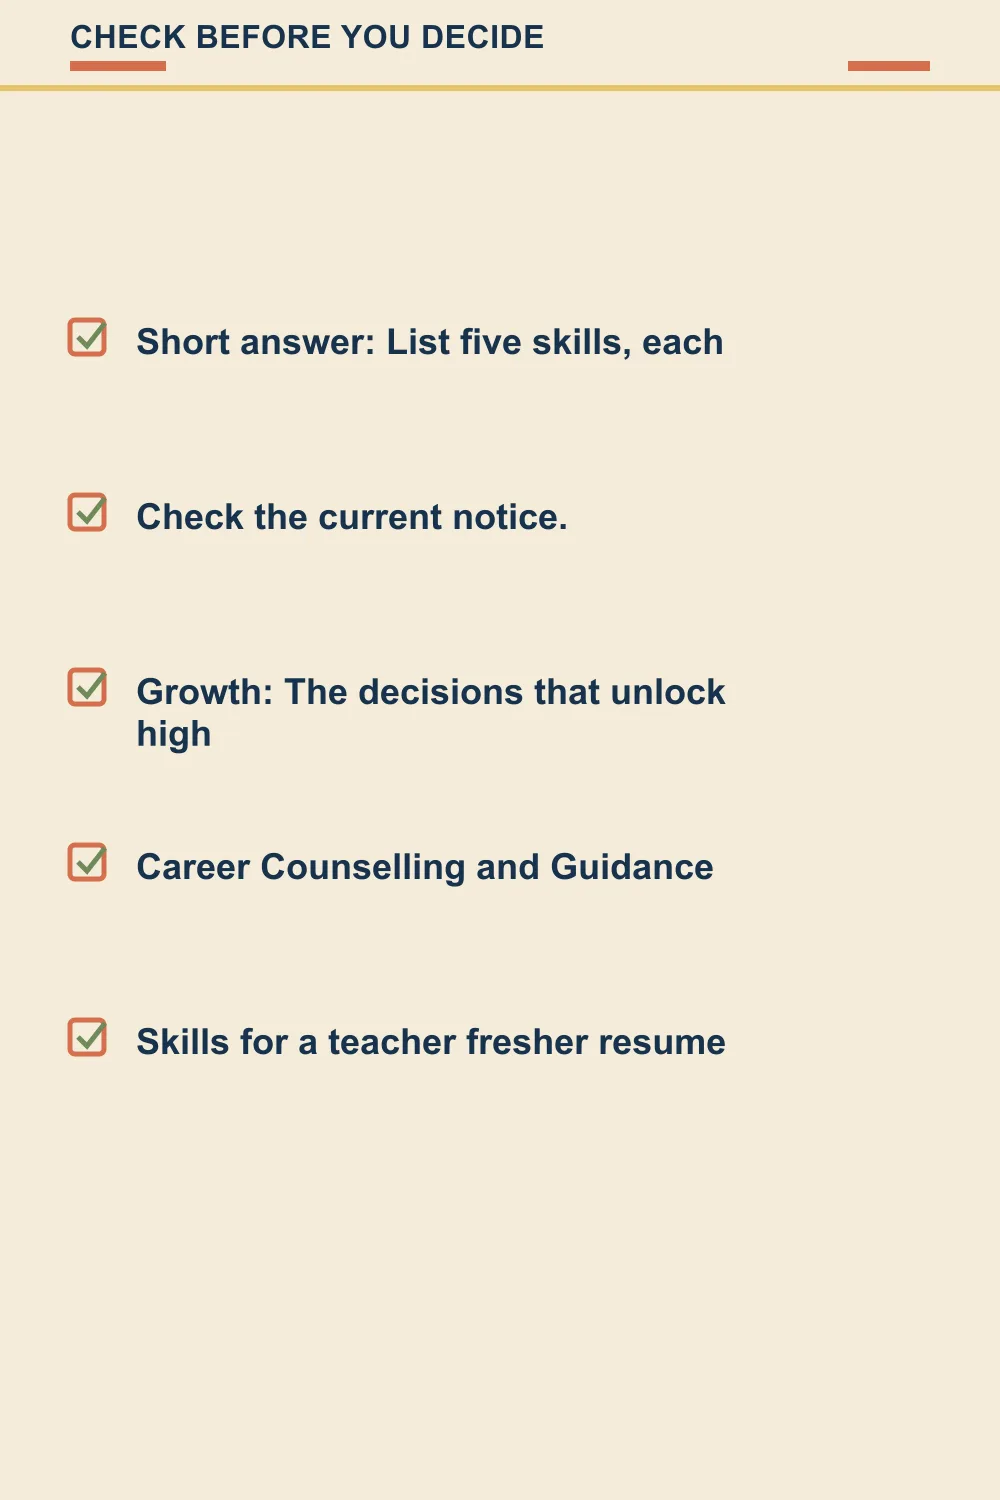 CHECK BEFORE YOU DECIDE
Short answer: List five skills, each
Check the current notice.
Growth: The decisions that unlock
high
Career Counselling and Guidance
Skills for a teacher fresher resume